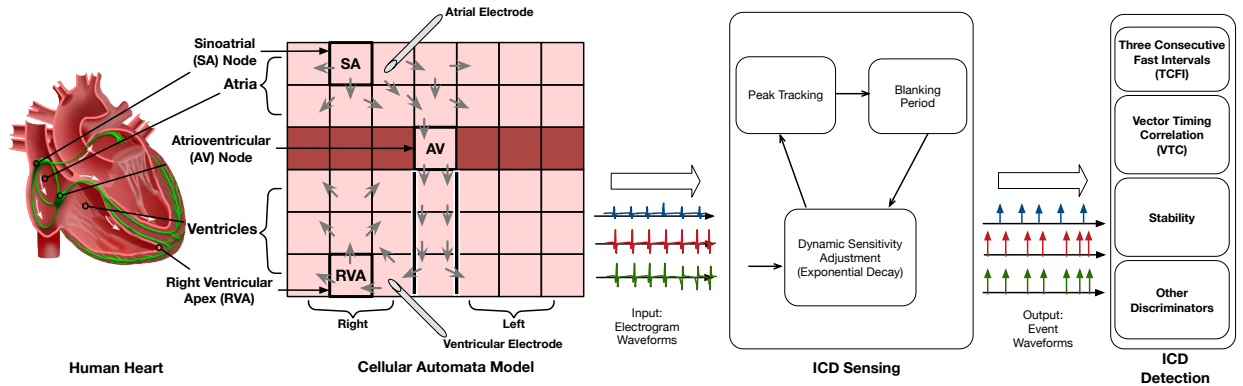 Atrial Electrode
Sinoatrial
(SA) Node
Atria
Atrioventricular
(AV) Node
Ventricles
Right Ventricular
Apex (RVA)
SA
AV
RVA
Right
Left
Ventricular Electrode
Human Heart
Cellular Automata Model
Input:
Electrogram
Waveforms
Peak Tracking
Blanking
Period
Dynamic Sensitivity
Adjustment
(Exponential Decay)
ICD Sensing
Output:
Event
Waveforms
Three Consecutive
Fast Intervals
(TCFI)
Vector Timing
Correlation
(VTC)
Stability
Other
Discriminators
ICD
Detection